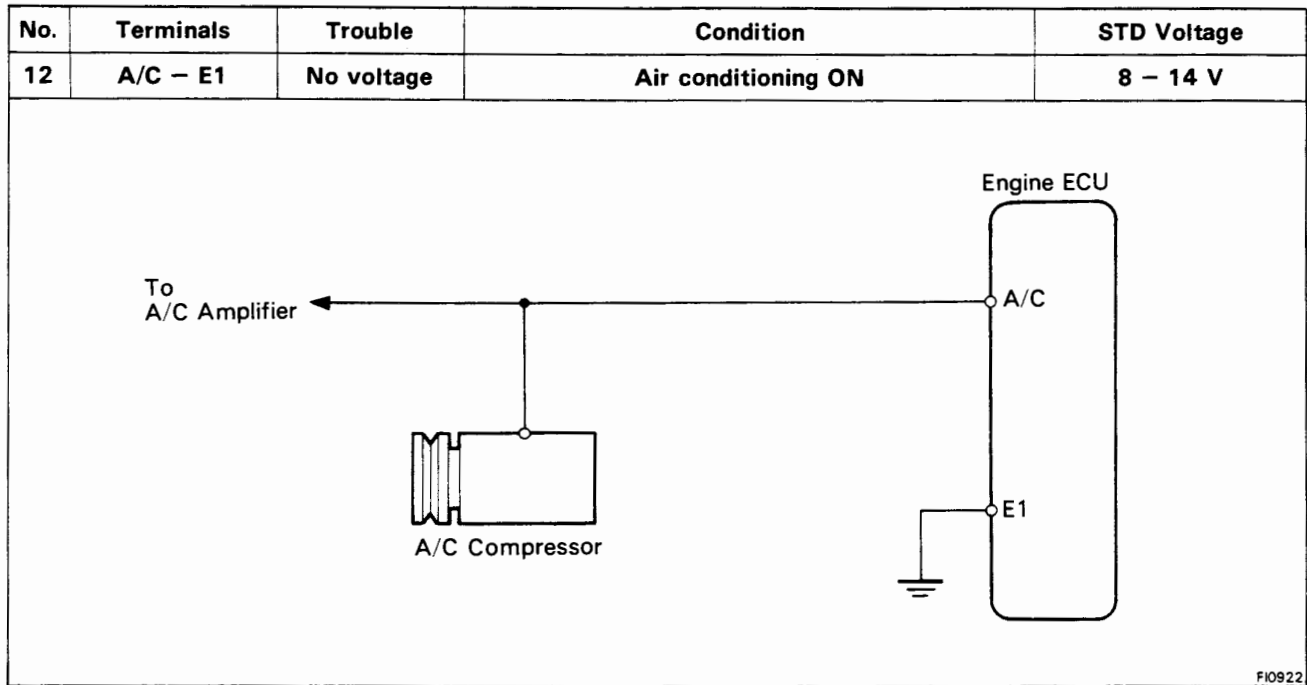 No. Terminals Trouble Condition STD Voltage
12 A/C – E1 No voltage Air conditioning ON 8 – 14 V
Engine ECU
To
A/C Amplifier
A/C
A/C Compressor
E1
FI0922